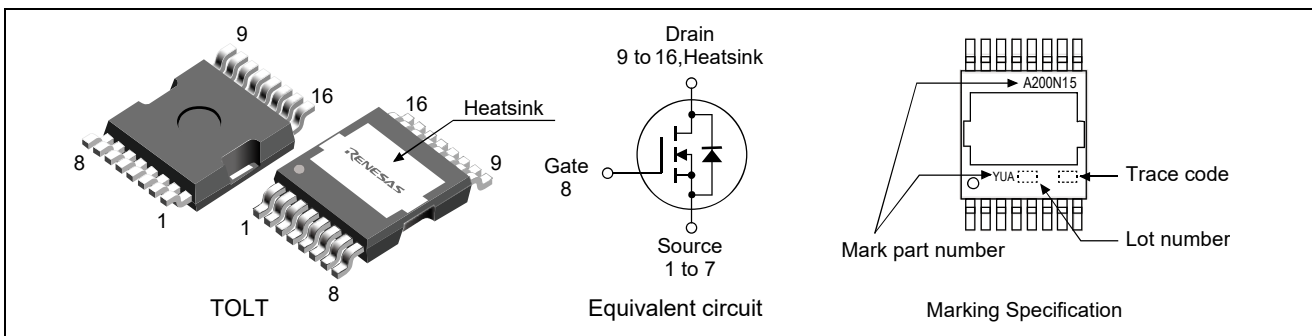 9
16
8
1
16
Heatsink
RENESAS
9
1
8
TOLT
Drain
9 to 16,Heatsink
Gate
8
Source
1 to 7
Equivalent circuit
A200N15
YUA
Trace code
Lot number
Mark part number
Marking Specification